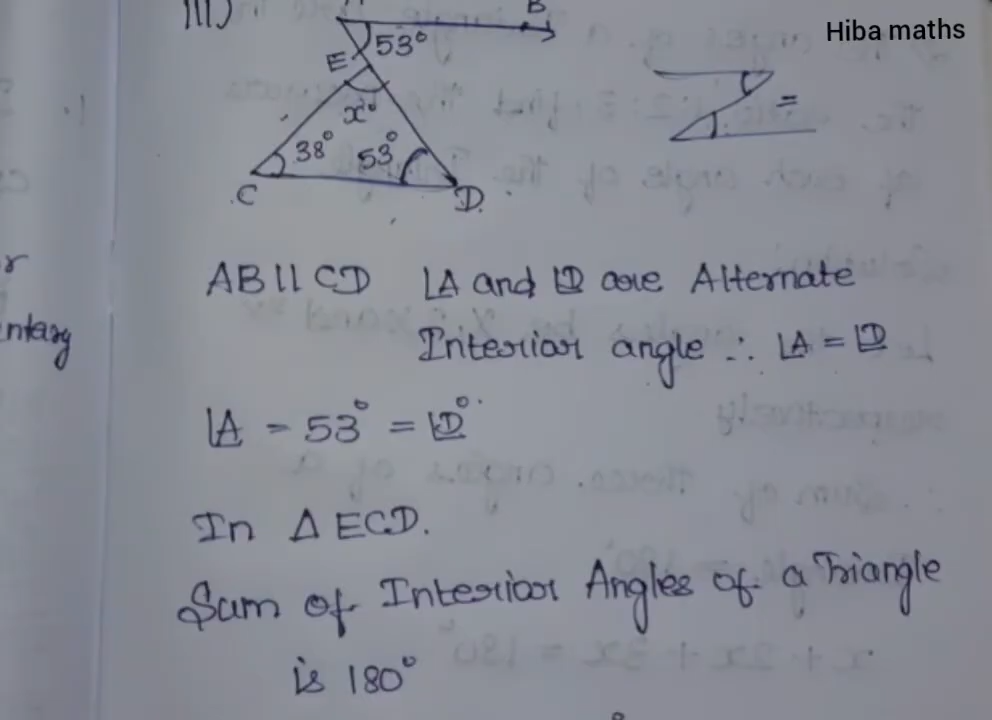 III)
B
Hiba maths
53°
E
x°
=
38° 53°
C D
AB || CD ∠A and ∠D are Alternate
Interior angle ∴ ∠A = ∠D
∠A = 53° = ∠D°
In Δ ECD.
Sum of Interior Angles of a Triangle
is 180°